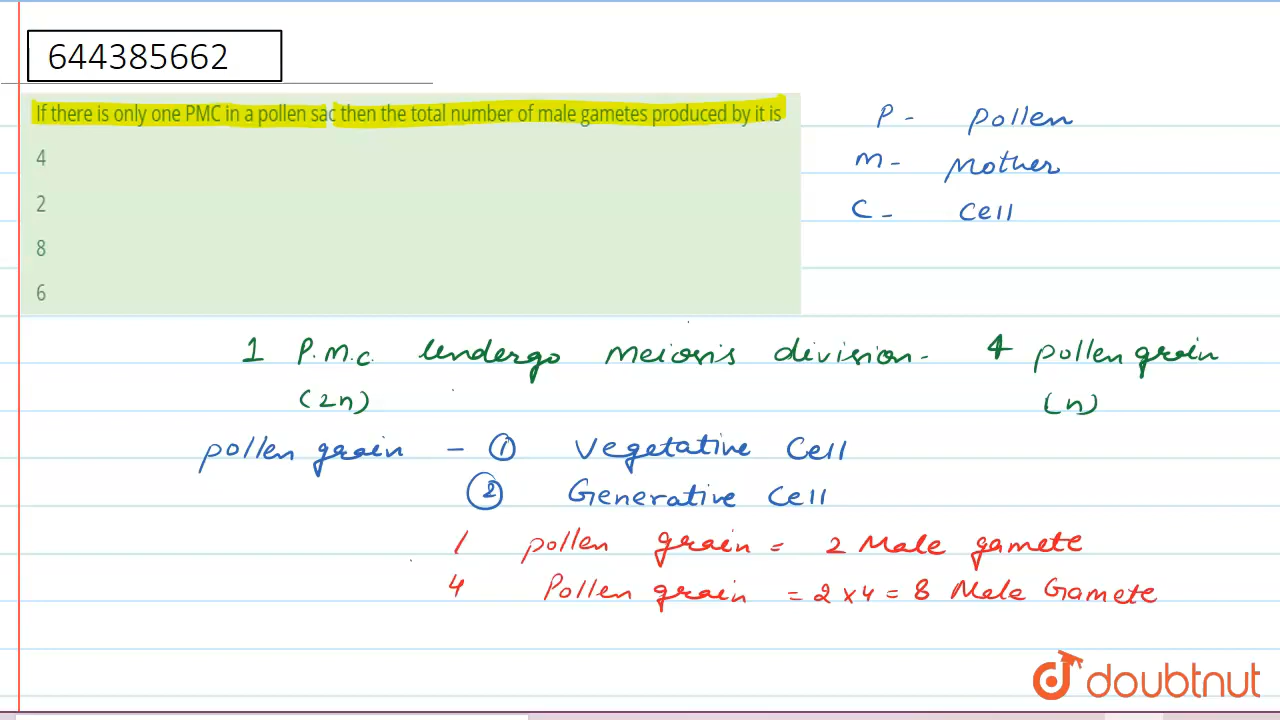 644385662
If there is only one PMC in a pollen sac then the total number of male gametes produced by it is
4
2
8
6
P - Pollen
M - Mother
C - Cell
1 P.M.C. undergo meiosis division - 4 pollen grain
(2n) (n)
pollen grain - ① Vegetative Cell
② Generative Cell
1 pollen grain = 2 Male gamete
4 Pollen grain = 2 x 4 = 8 Male Gamete
doubtnut